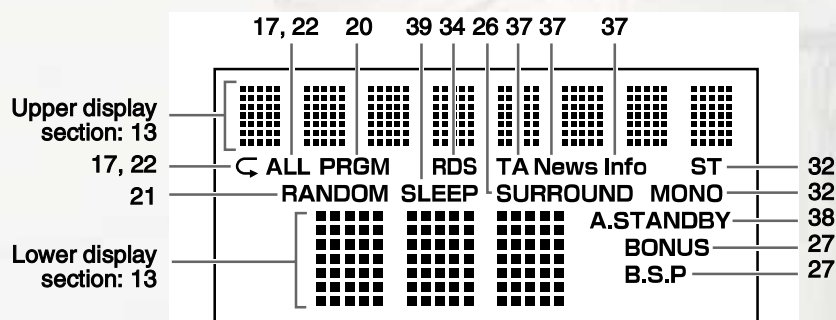 17, 22 20 39 34 26 37 37 37
Upper display
section: 13
17, 22 ALL PRGM RDS TA News Info ST 32
21 RANDOM SLEEP SURROUND MONO 32
A.STANDBY 38
Lower display
section: 13
BONUS 27
B.S.P 27